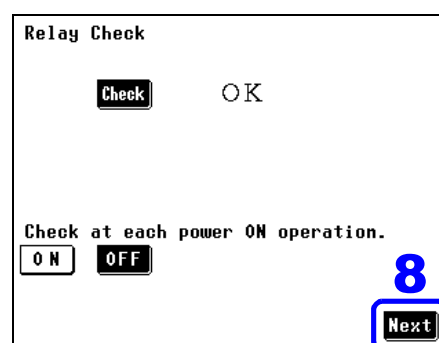 Relay Check
Check OK
Check at each power ON operation.
ON OFF
8
Next